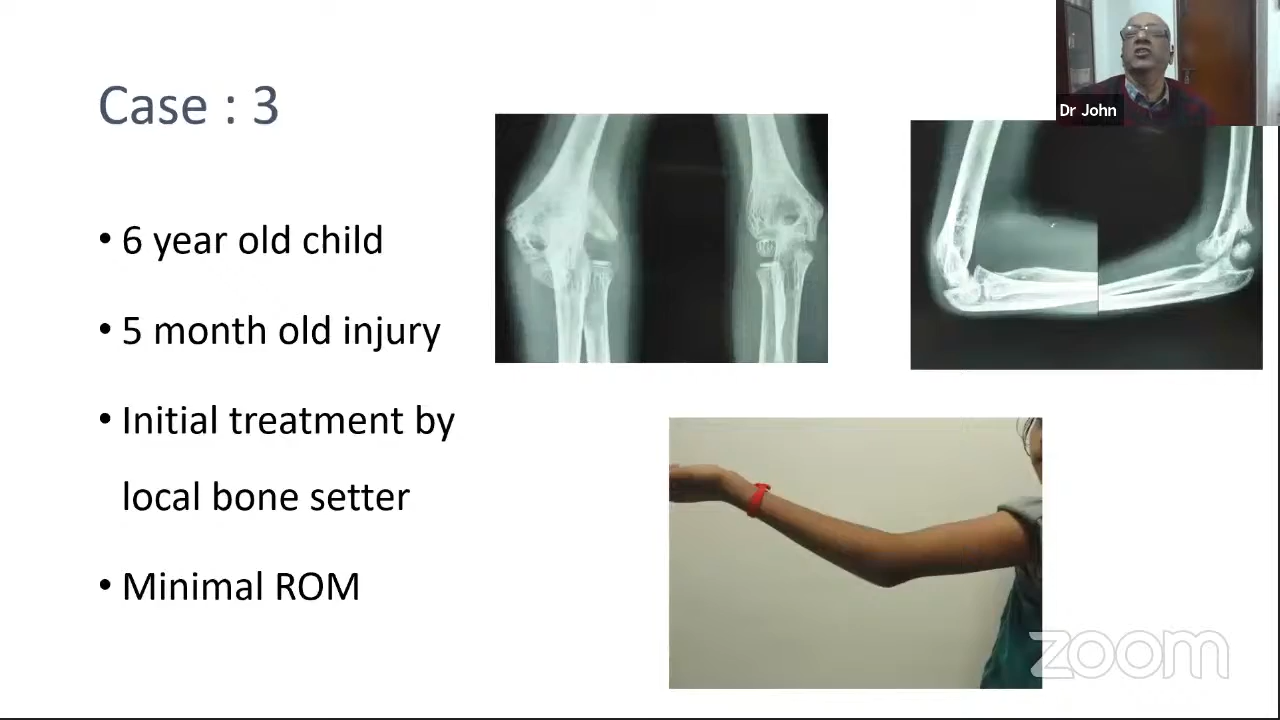 Case : 3
Dr John
• 6 year old child
• 5 month old injury
• Initial treatment by
local bone setter
• Minimal ROM
zoom